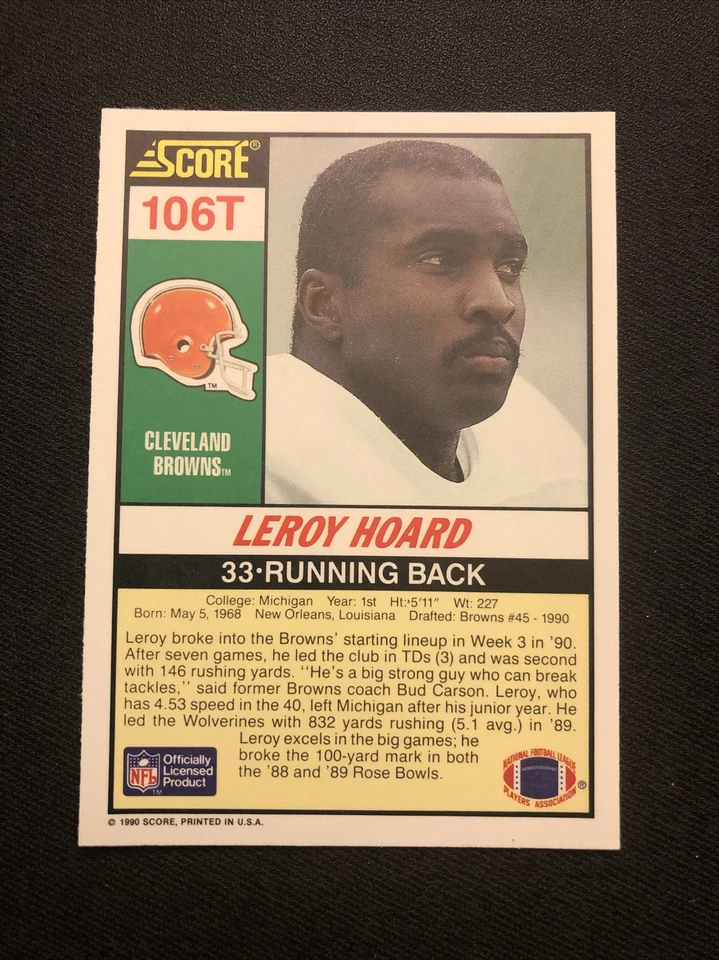 SCORE®
106T
TM
CLEVELAND
BROWNS™
LEROY HOARD
33•RUNNING BACK
College: Michigan Year: 1st Ht:•5'11" Wt: 227
Born: May 5, 1968 New Orleans, Louisiana Drafted: Browns #45 - 1990
Leroy broke into the Browns' starting lineup in Week 3 in '90.
After seven games, he led the club in TDs (3) and was second
with 146 rushing yards. "He's a big strong guy who can break
tackles," said former Browns coach Bud Carson. Leroy, who
has 4.53 speed in the 40, left Michigan after his junior year. He
led the Wolverines with 832 yards rushing (5.1 avg.) in '89.
Leroy excels in the big games; he
broke the 100-yard mark in both
the '88 and '89 Rose Bowls.
NFL
TM
Officially
Licensed
Product
NATIONAL FOOTBALL LEAGUE
PLAYERS ASSOCIATION
®
© 1990 SCORE, PRINTED IN U.S.A.